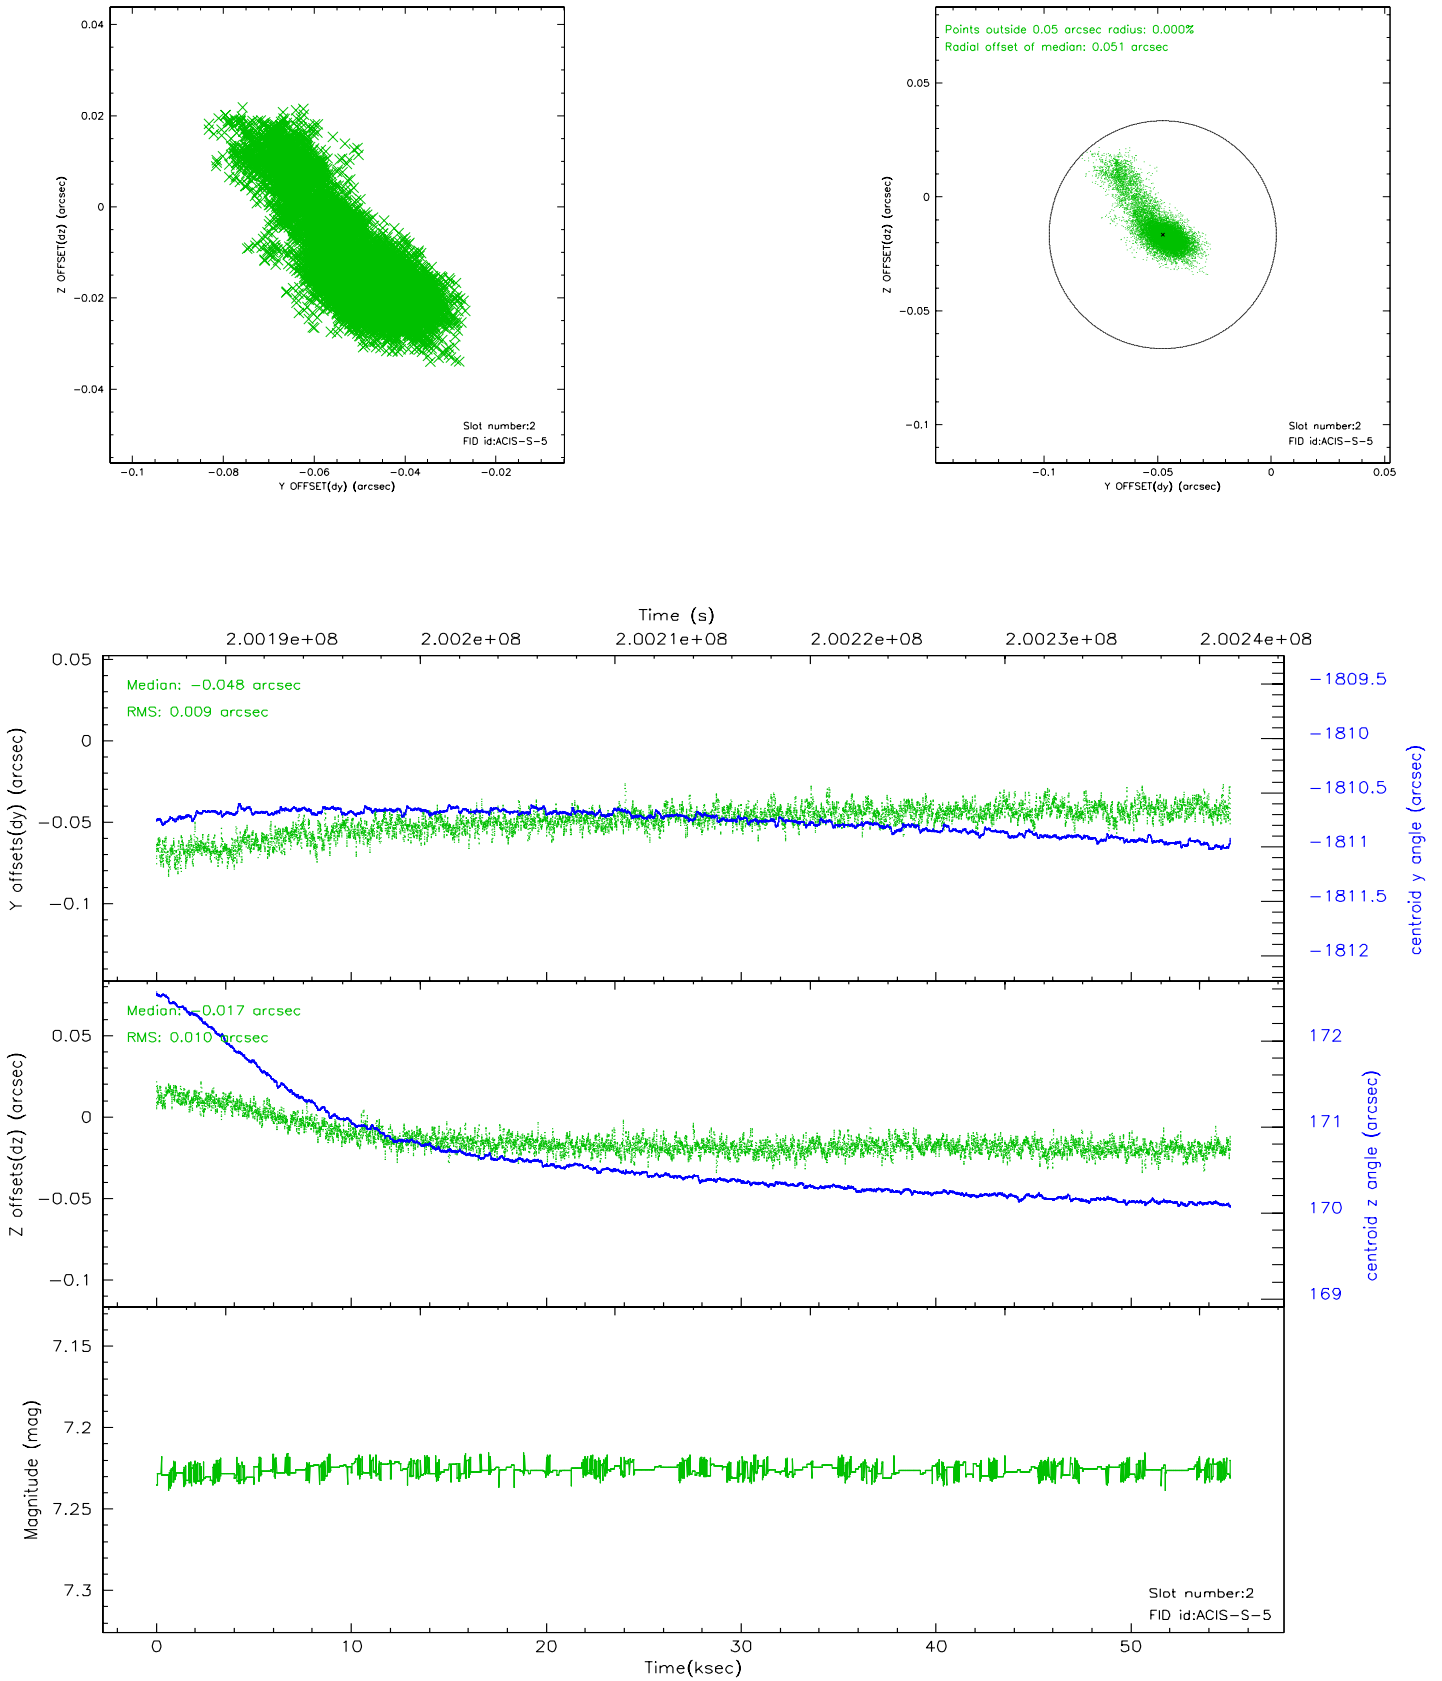 0.04
0.02
0
−0.02
−0.04
Z OFFSET(dz) (arcsec)
−0.1
−0.08
−0.06
−0.04
−0.02
Y OFFSET(dy) (arcsec)
Slot number:2
FID id:ACIS−S−5
Points outside 0.05 arcsec radius: 0.000%
Radial offset of median: 0.051 arcsec
0.05
0
−0.05
−0.1
Z OFFSET(dz) (arcsec)
−0.1
−0.05
0
0.05
Y OFFSET(dy) (arcsec)
Slot number:2
FID id:ACIS−S−5
Time (s)
2.0019e+08
2.002e+08
2.0021e+08
2.0022e+08
2.0023e+08
2.0024e+08
0.05
0
−0.05
−0.1
Y offsets(dy) (arcsec)
Median: −0.048 arcsec
RMS: 0.009 arcsec
−1809.5
−1810
−1810.5
−1811
−1811.5
−1812
centroid y angle (arcsec)
0.05
0
−0.05
−0.1
Z offsets(dz) (arcsec)
Median: −0.017 arcsec
RMS: 0.010 arcsec
172
171
170
169
centroid z angle (arcsec)
7.15
7.2
7.25
7.3
Magnitude (mag)
Slot number:2
FID id:ACIS−S−5
0
10
20
30
40
50
Time(ksec)